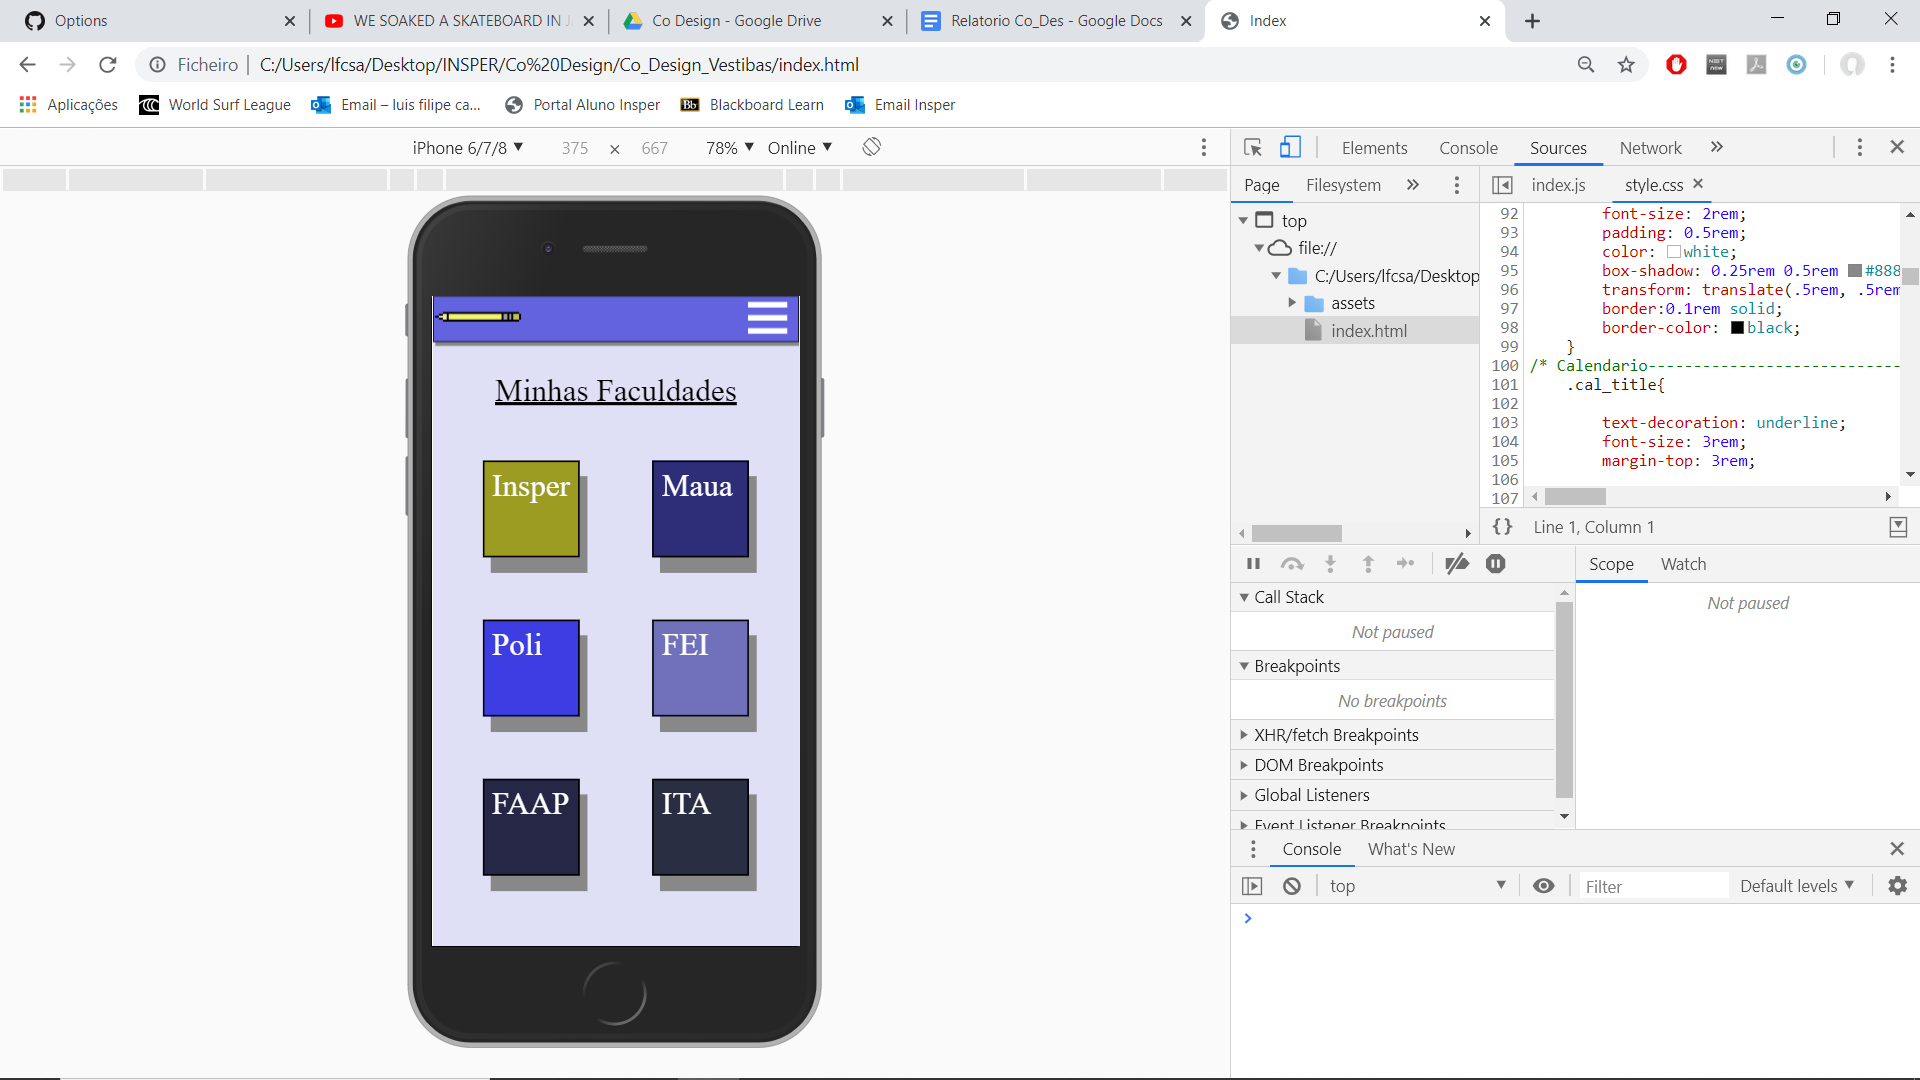 Options
WE SOAKED A SKATEBOARD IN
Co Design - Google Drive
Relatorio Co_Des - Google Docs
Index
Ficheiro
C:/Users/lfcsa/Desktop/INSPER/Co%20Design/Co_Design_Vestibas/index.html
Aplicações
World Surf League
Email – luis filipe ca...
Portal Aluno Insper
Bb
Blackboard Learn
Email Insper
iPhone 6/7/8
375 × 667
78%
Online
Minhas Faculdades
Insper
Maua
Poli
FEI
FAAP
ITA
Elements
Console
Sources
Network
Page
Filesystem
top
file://
C:/Users/lfcsa/Desktop
assets
index.html
index.js
style.css
92 font-size: 2rem;
93 padding: 0.5rem;
94 color: white;
95 box-shadow: 0.25rem 0.5rem #888
96 transform: translate(.5rem, .5rem
97 border:0.1rem solid;
98 border-color: black;
99 }
100 /* Calendario----------------------------
101 .cal_title{
102
103 text-decoration: underline;
104 font-size: 3rem;
105 margin-top: 3rem;
106
107
{} Line 1, Column 1
Call Stack
Not paused
Breakpoints
No breakpoints
XHR/fetch Breakpoints
DOM Breakpoints
Global Listeners
Event Listener Breakpoints
Scope
Watch
Not paused
Console
What's New
top
Filter
Default levels